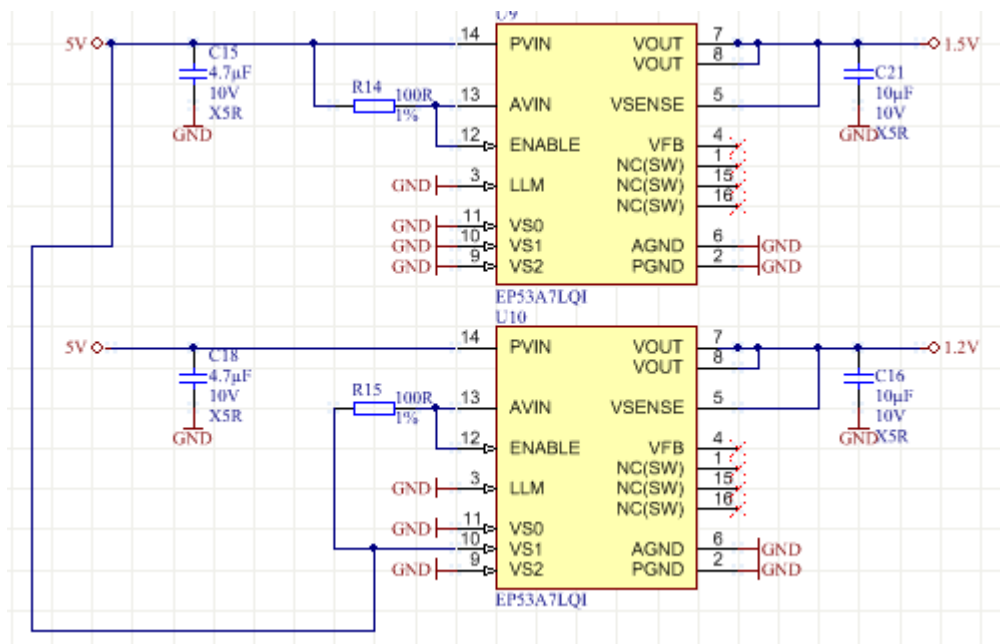 U9
5V
14
PVIN
VOUT
7
1.5V
VOUT
8
C15
4.7µF
10V
X5R
GND
R14
100R
1%
13
AVIN
VSENSE
5
C21
10µF
10V
X5R
GND
12
ENABLE
VFB
4
NC(SW)
1
GND
3
LLM
NC(SW)
15
NC(SW)
16
GND
11
VS0
GND
10
VS1
AGND
6
GND
GND
9
VS2
PGND
2
GND
EP53A7LQI
U10
5V
14
PVIN
VOUT
7
1.2V
VOUT
8
C18
4.7µF
10V
X5R
GND
R15
100R
1%
13
AVIN
VSENSE
5
C16
10µF
10V
X5R
GND
12
ENABLE
VFB
4
NC(SW)
1
GND
3
LLM
NC(SW)
15
NC(SW)
16
GND
11
VS0
10
VS1
AGND
6
GND
GND
9
VS2
PGND
2
GND
EP53A7LQI